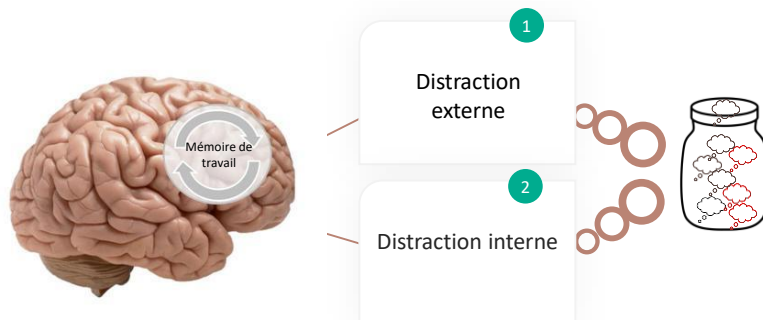 Mémoire de
travail
1
Distraction
externe
2
Distraction interne